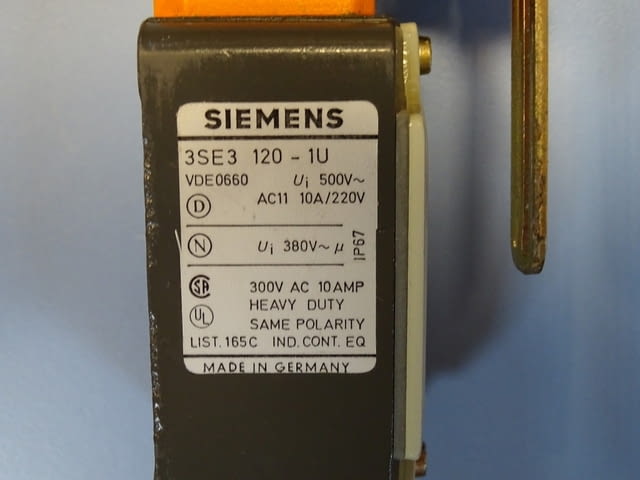 SIEMENS
3SE3 120 - 1U
VDE0660 Ui 500V~
D AC11 10A/220V
N Ui 380V~ µ
IP67
SA 300V AC 10AMP
HEAVY DUTY
UL SAME POLARITY
LIST. 165C IND. CONT. EQ
MADE IN GERMANY